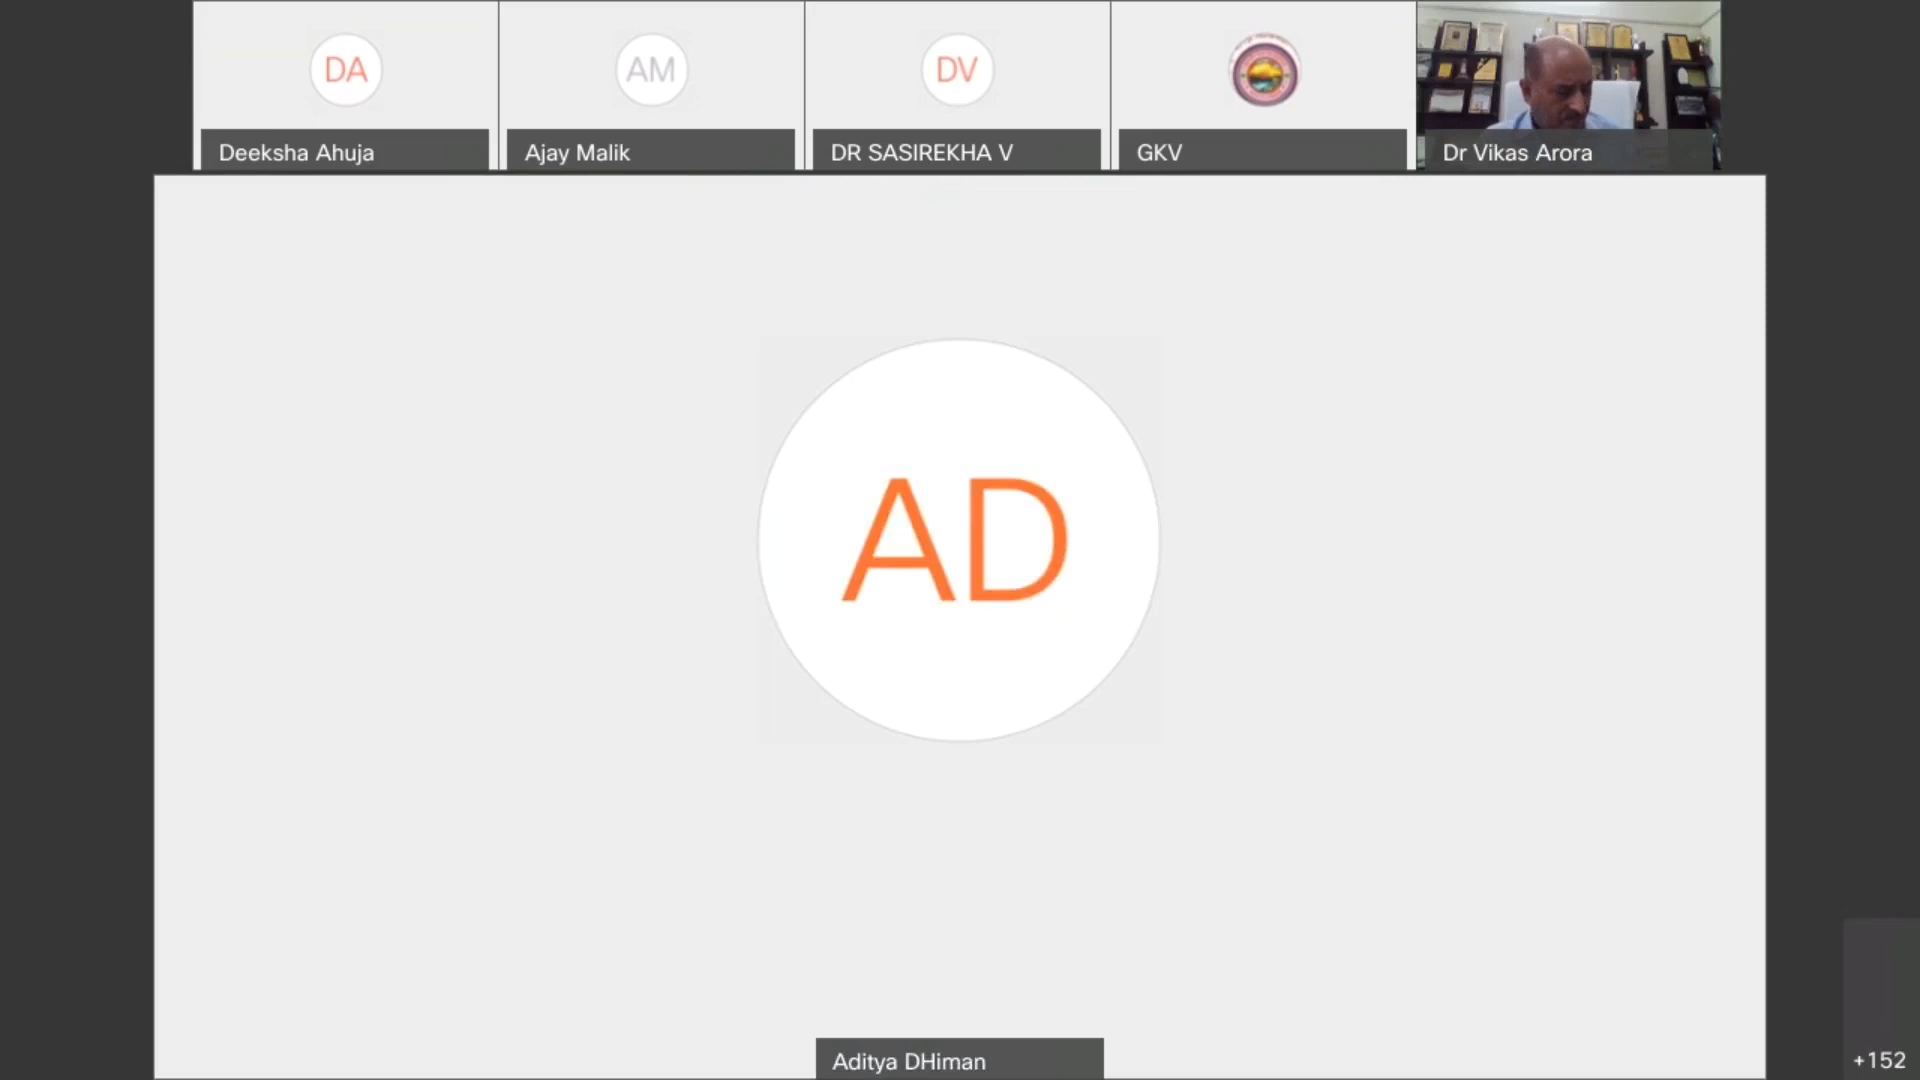 DA
AM
DV
Deeksha Ahuja
Ajay Malik
DR SASIREKHA V
GKV
Dr Vikas Arora
AD
Aditya DHiman
+152